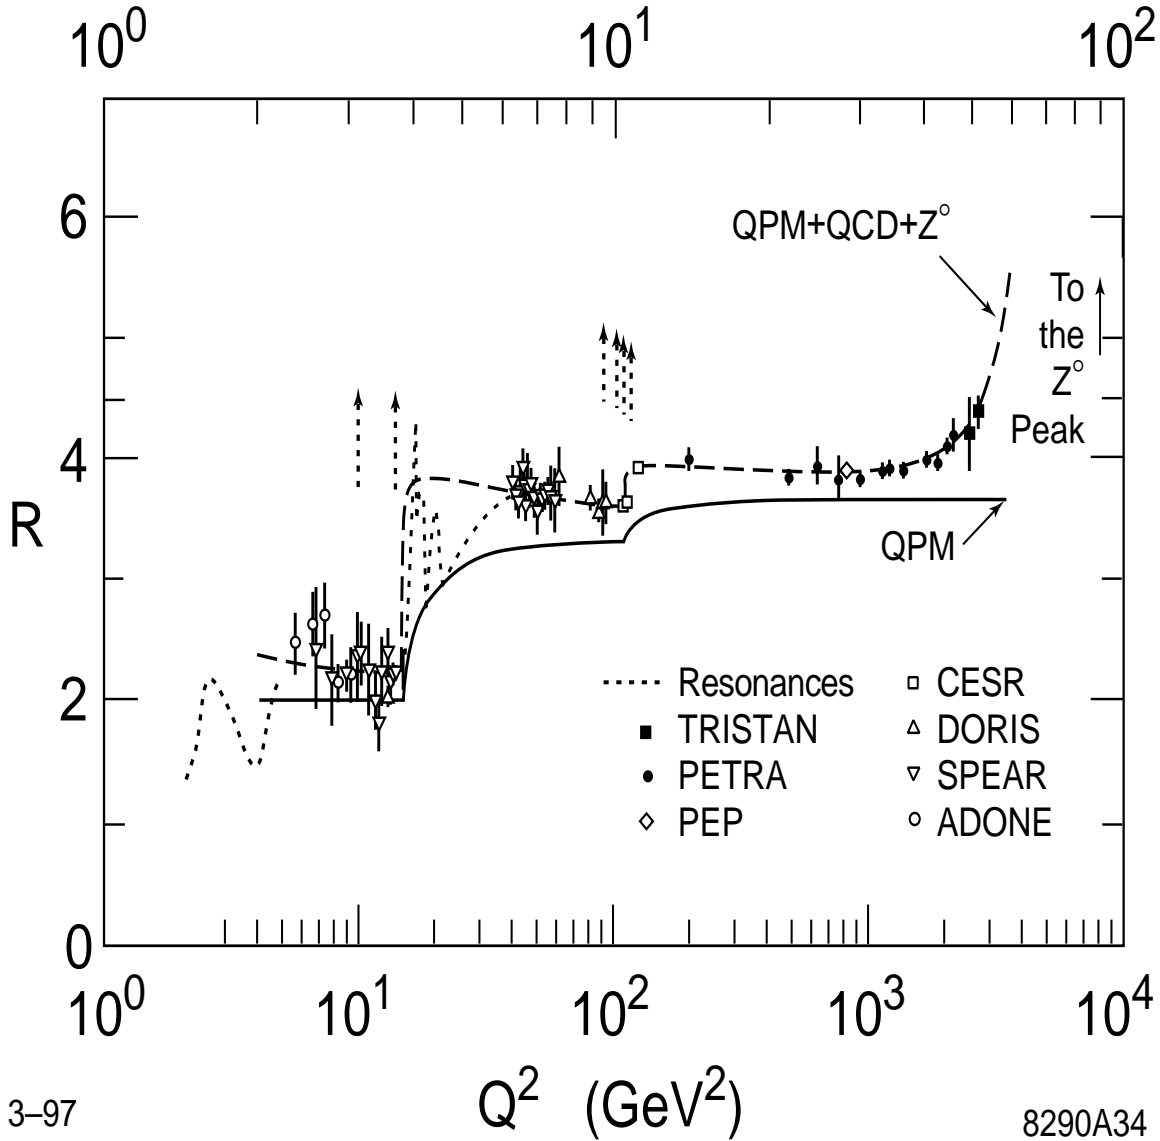 10⁰ 10¹ 10²
6
QPM+QCD+Z°
To
the
Z°
Peak
4
R
QPM
2
Resonances
TRISTAN
PETRA
PEP
CESR
DORIS
SPEAR
ADONE
0
10⁰ 10¹ 10² 10³ 10⁴
Q² (GeV²)
3–97
8290A34